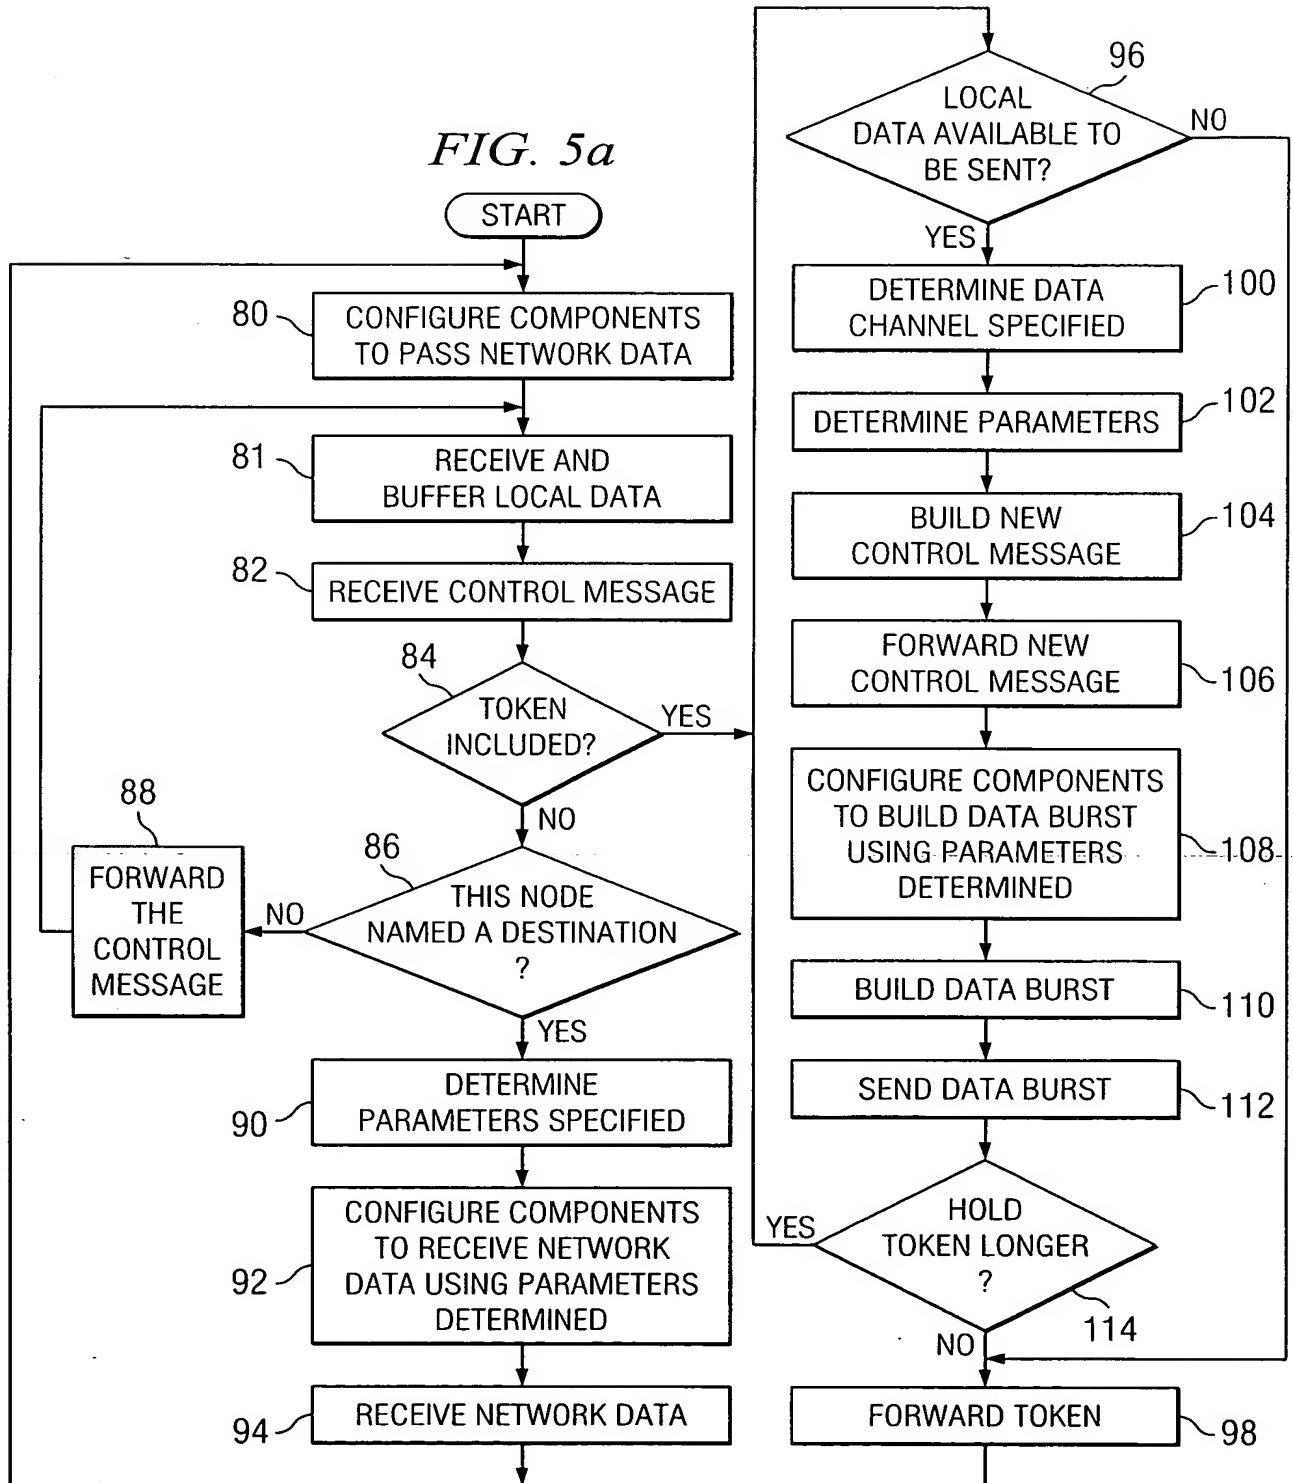 FIG. 5a
START
80
CONFIGURE COMPONENTS
TO PASS NETWORK DATA
81
RECEIVE AND
BUFFER LOCAL DATA
82
RECEIVE CONTROL MESSAGE
84
TOKEN
INCLUDED?
YES
NO
86
THIS NODE
NAMED A DESTINATION
?
NO
88
FORWARD
THE
CONTROL
MESSAGE
YES
90
DETERMINE
PARAMETERS SPECIFIED
92
CONFIGURE COMPONENTS
TO RECEIVE NETWORK
DATA USING PARAMETERS
DETERMINED
94
RECEIVE NETWORK DATA
96
LOCAL
DATA AVAILABLE TO
BE SENT?
NO
YES
DETERMINE DATA
CHANNEL SPECIFIED
100
DETERMINE PARAMETERS
102
BUILD NEW
CONTROL MESSAGE
104
FORWARD NEW
CONTROL MESSAGE
106
CONFIGURE COMPONENTS
TO BUILD DATA BURST
USING PARAMETERS
DETERMINED
108
BUILD DATA BURST
110
SEND DATA BURST
112
HOLD
TOKEN LONGER
?
YES
114
NO
FORWARD TOKEN
98